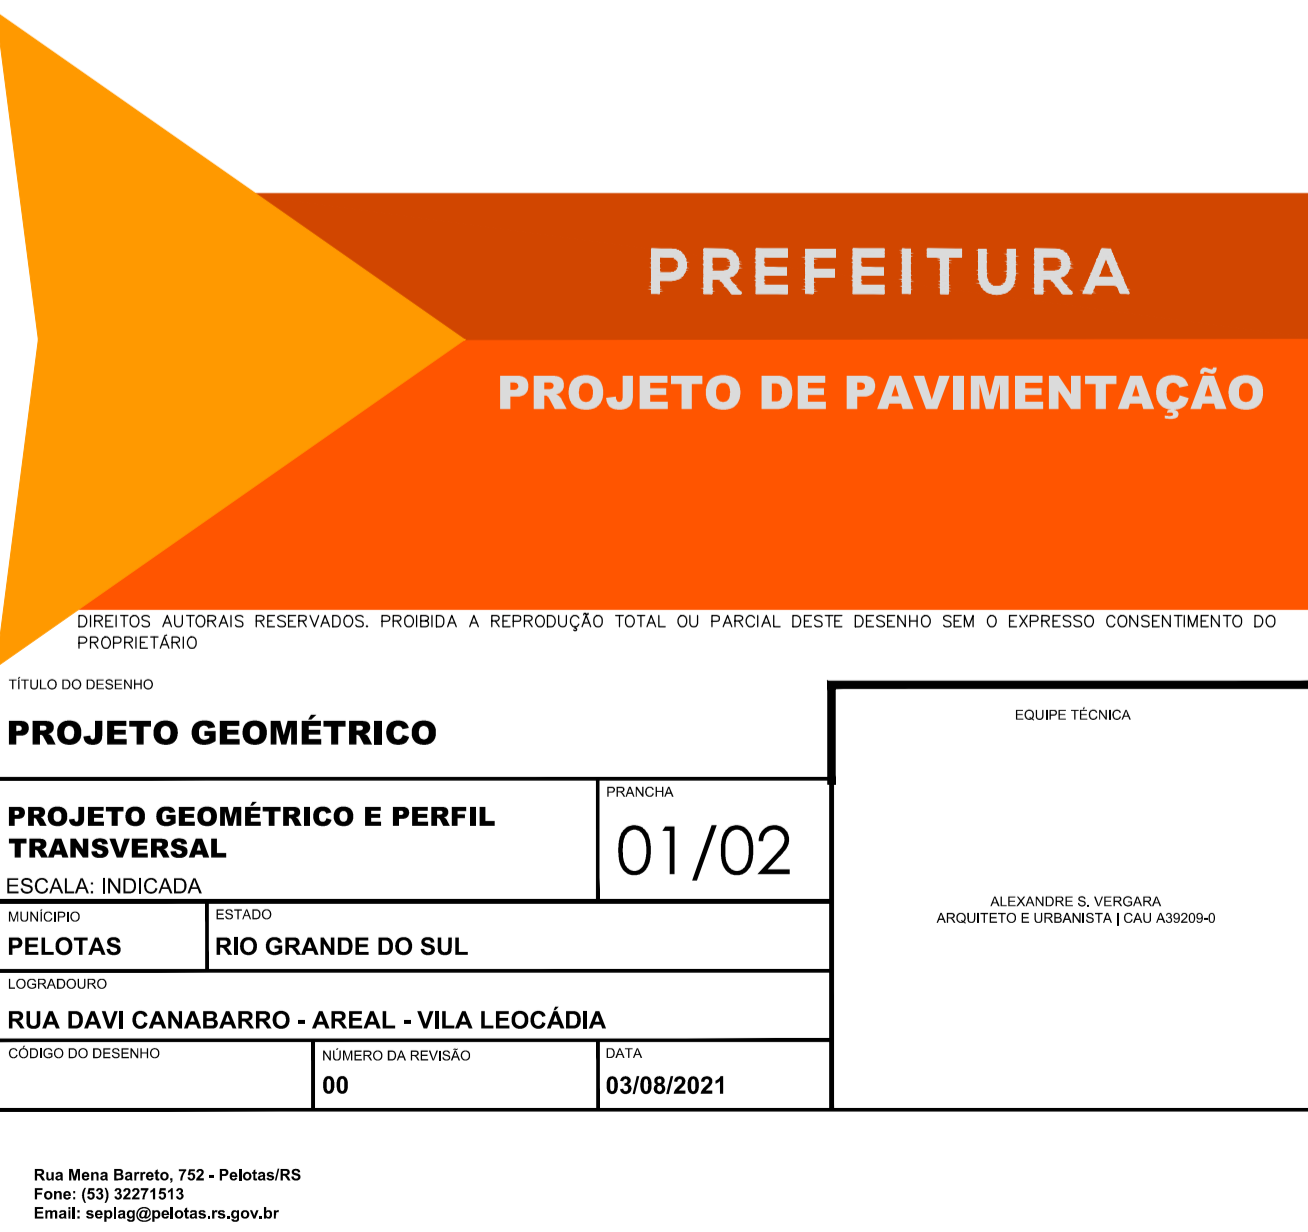 PREFEITURA
PROJETO DE PAVIMENTAÇÃO
DIREITOS AUTORAIS RESERVADOS. PROIBIDA A REPRODUÇÃO TOTAL OU PARCIAL DESTE DESENHO SEM O EXPRESSO CONSENTIMENTO DO
PROPRIETÁRIO
TÍTULO DO DESENHO
PROJETO GEOMÉTRICO
PROJETO GEOMÉTRICO E PERFIL
TRANSVERSAL
ESCALA: INDICADA
PRANCHA
01/02
MUNÍCIPIO
PELOTAS
ESTADO
RIO GRANDE DO SUL
LOGRADOURO
RUA DAVI CANABARRO - AREAL - VILA LEOCÁDIA
CÓDIGO DO DESENHO
NÚMERO DA REVISÃO
00
DATA
03/08/2021
EQUIPE TÉCNICA
ALEXANDRE S. VERGARA
ARQUITETO E URBANISTA | CAU A39209-0
Rua Mena Barreto, 752 - Pelotas/RS
Fone: (53) 32271513
Email: seplag@pelotas.rs.gov.br